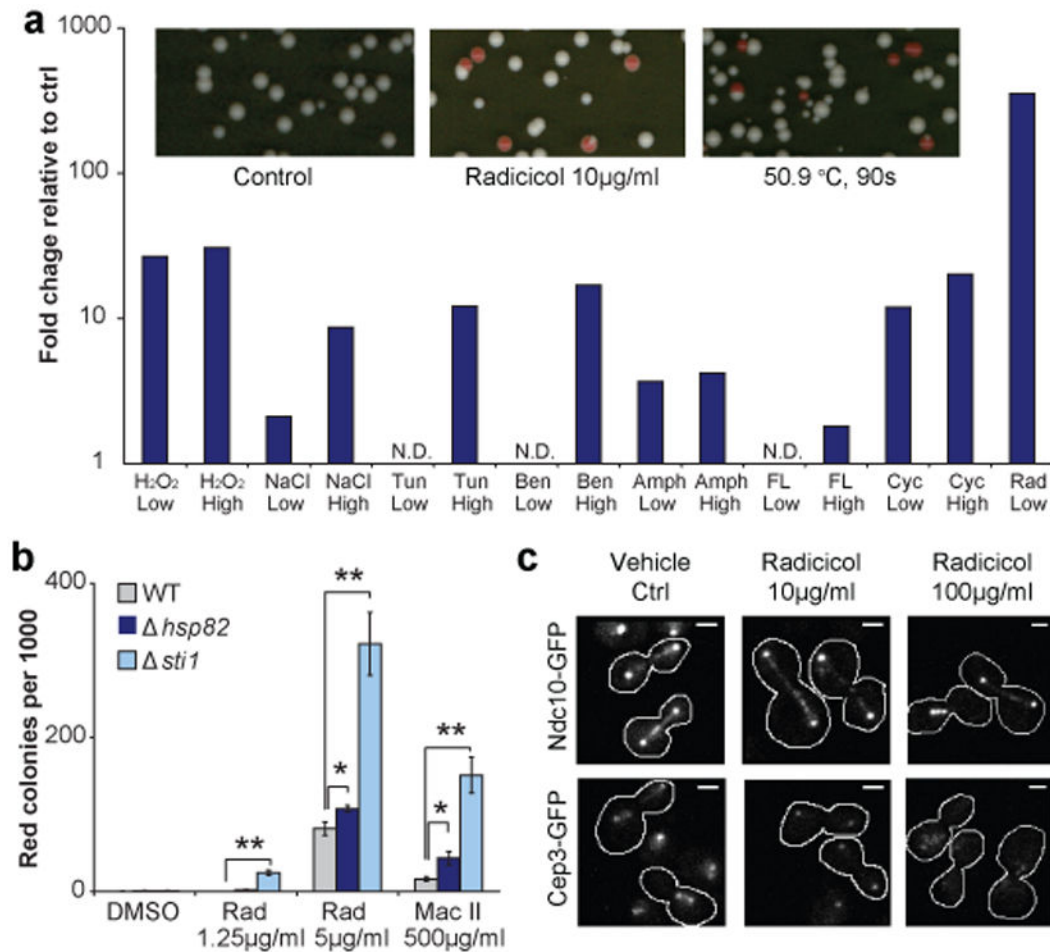 a
1000
100
10
1
Fold chage relative to ctrl
Control
Radicicol 10µg/ml
50.9 °C, 90s
N.D.
N.D.
N.D.
H₂O₂ H₂O₂ NaCl NaCl Tun Tun Ben Ben Amph Amph FL FL Cyc Cyc Rad
Low High Low High Low High Low High Low High Low High Low High Low
b
400
200
0
Red colonies per 1000
WT
Δ hsp82
Δ sti1
**
**
*
**
*
DMSO Rad Rad Mac II
1.25µg/ml 5µg/ml 500µg/ml
c
Vehicle Radicicol Radicicol
Ctrl 10µg/ml 100µg/ml
Ndc10-GFP
Cep3-GFP